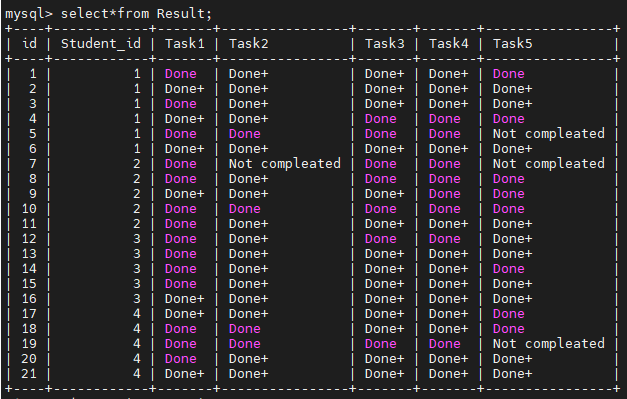 mysql> select*from Result;
+----+------------+-------+----------------+-------+-------+----------------+
| id | Student_id | Task1 | Task2          | Task3 | Task4 | Task5          |
+----+------------+-------+----------------+-------+-------+----------------+
|  1 |          1 | Done  | Done+          | Done+ | Done+ | Done           |
|  2 |          1 | Done+ | Done+          | Done+ | Done+ | Done+          |
|  3 |          1 | Done  | Done+          | Done+ | Done+ | Done+          |
|  4 |          1 | Done+ | Done+          | Done  | Done  | Done           |
|  5 |          1 | Done  | Done           | Done  | Done  | Not compleated |
|  6 |          1 | Done+ | Done+          | Done+ | Done+ | Done+          |
|  7 |          2 | Done  | Not compleated | Done  | Done  | Not compleated |
|  8 |          2 | Done  | Done+          | Done  | Done  | Done           |
|  9 |          2 | Done+ | Done+          | Done+ | Done  | Done           |
| 10 |          2 | Done  | Done           | Done  | Done  | Done           |
| 11 |          2 | Done  | Done+          | Done+ | Done+ | Done+          |
| 12 |          3 | Done  | Done+          | Done  | Done  | Done+          |
| 13 |          3 | Done  | Done+          | Done+ | Done+ | Done+          |
| 14 |          3 | Done  | Done+          | Done+ | Done+ | Done           |
| 15 |          3 | Done  | Done+          | Done+ | Done+ | Done+          |
| 16 |          3 | Done+ | Done+          | Done+ | Done+ | Done+          |
| 17 |          4 | Done+ | Done+          | Done+ | Done+ | Done           |
| 18 |          4 | Done  | Done           | Done+ | Done+ | Done           |
| 19 |          4 | Done  | Done           | Done  | Done  | Not compleated |
| 20 |          4 | Done  | Done+          | Done+ | Done+ | Done+          |
| 21 |          4 | Done+ | Done+          | Done+ | Done+ | Done+          |
+----+------------+-------+----------------+-------+-------+----------------+